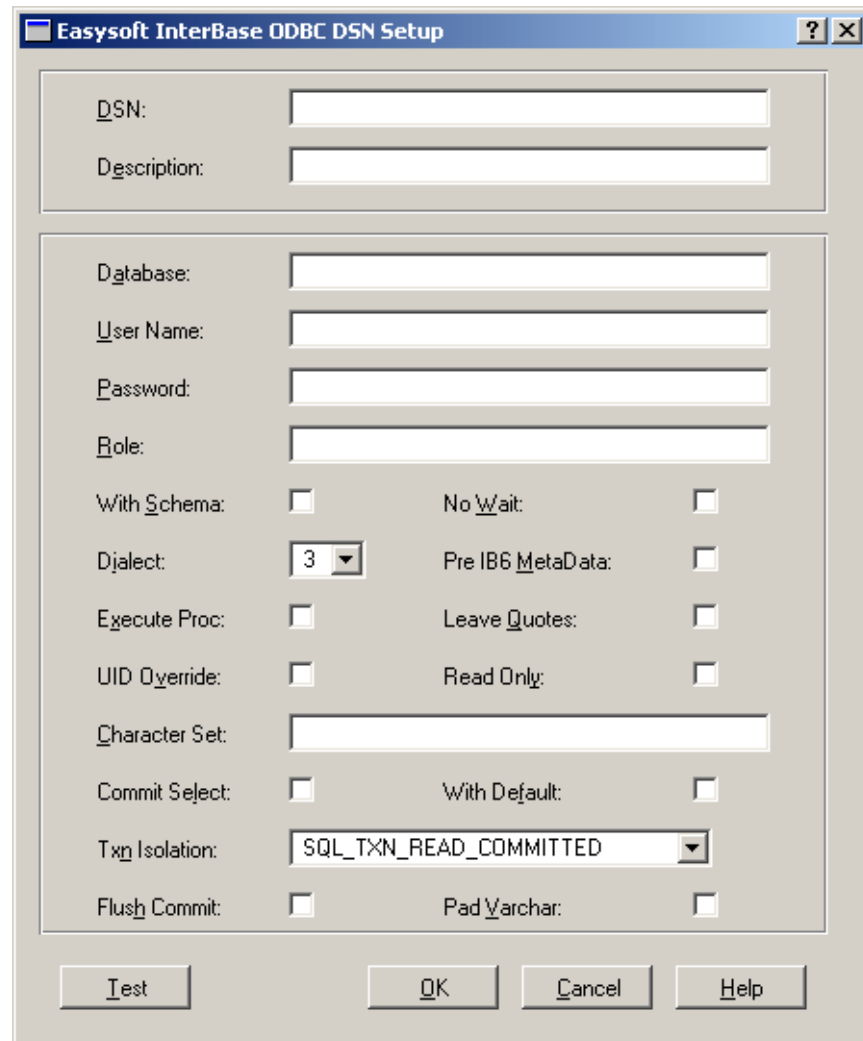 Easysoft InterBase ODBC DSN Setup
DSN:
Description:
Database:
User Name:
Password:
Role:
With Schema: No Wait:
Dialect: 3 Pre IB6 MetaData:
Execute Proc: Leave Quotes:
UID Override: Read Only:
Character Set:
Commit Select: With Default:
Txn Isolation: SQL_TXN_READ_COMMITTED
Flush Commit: Pad Varchar:
Test OK Cancel Help